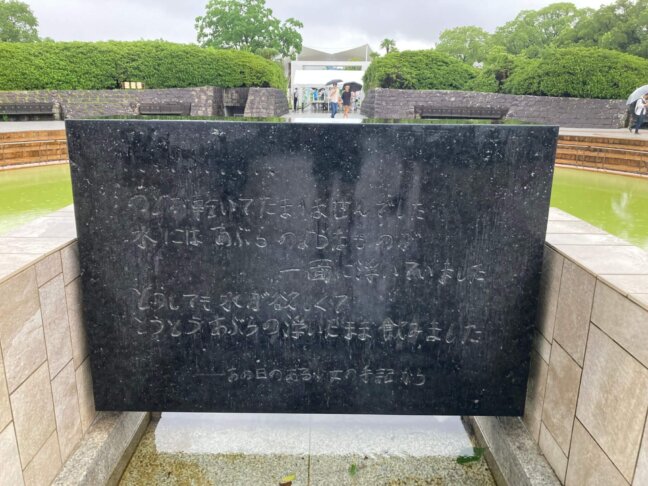 のどが乾いてたまりませんでした
水にはあぶらのようなものが
一面に浮いていました
どうしても水が欲しくて
とうとうあぶらの浮いたまま飲みました
――あの日のある少女の手記から